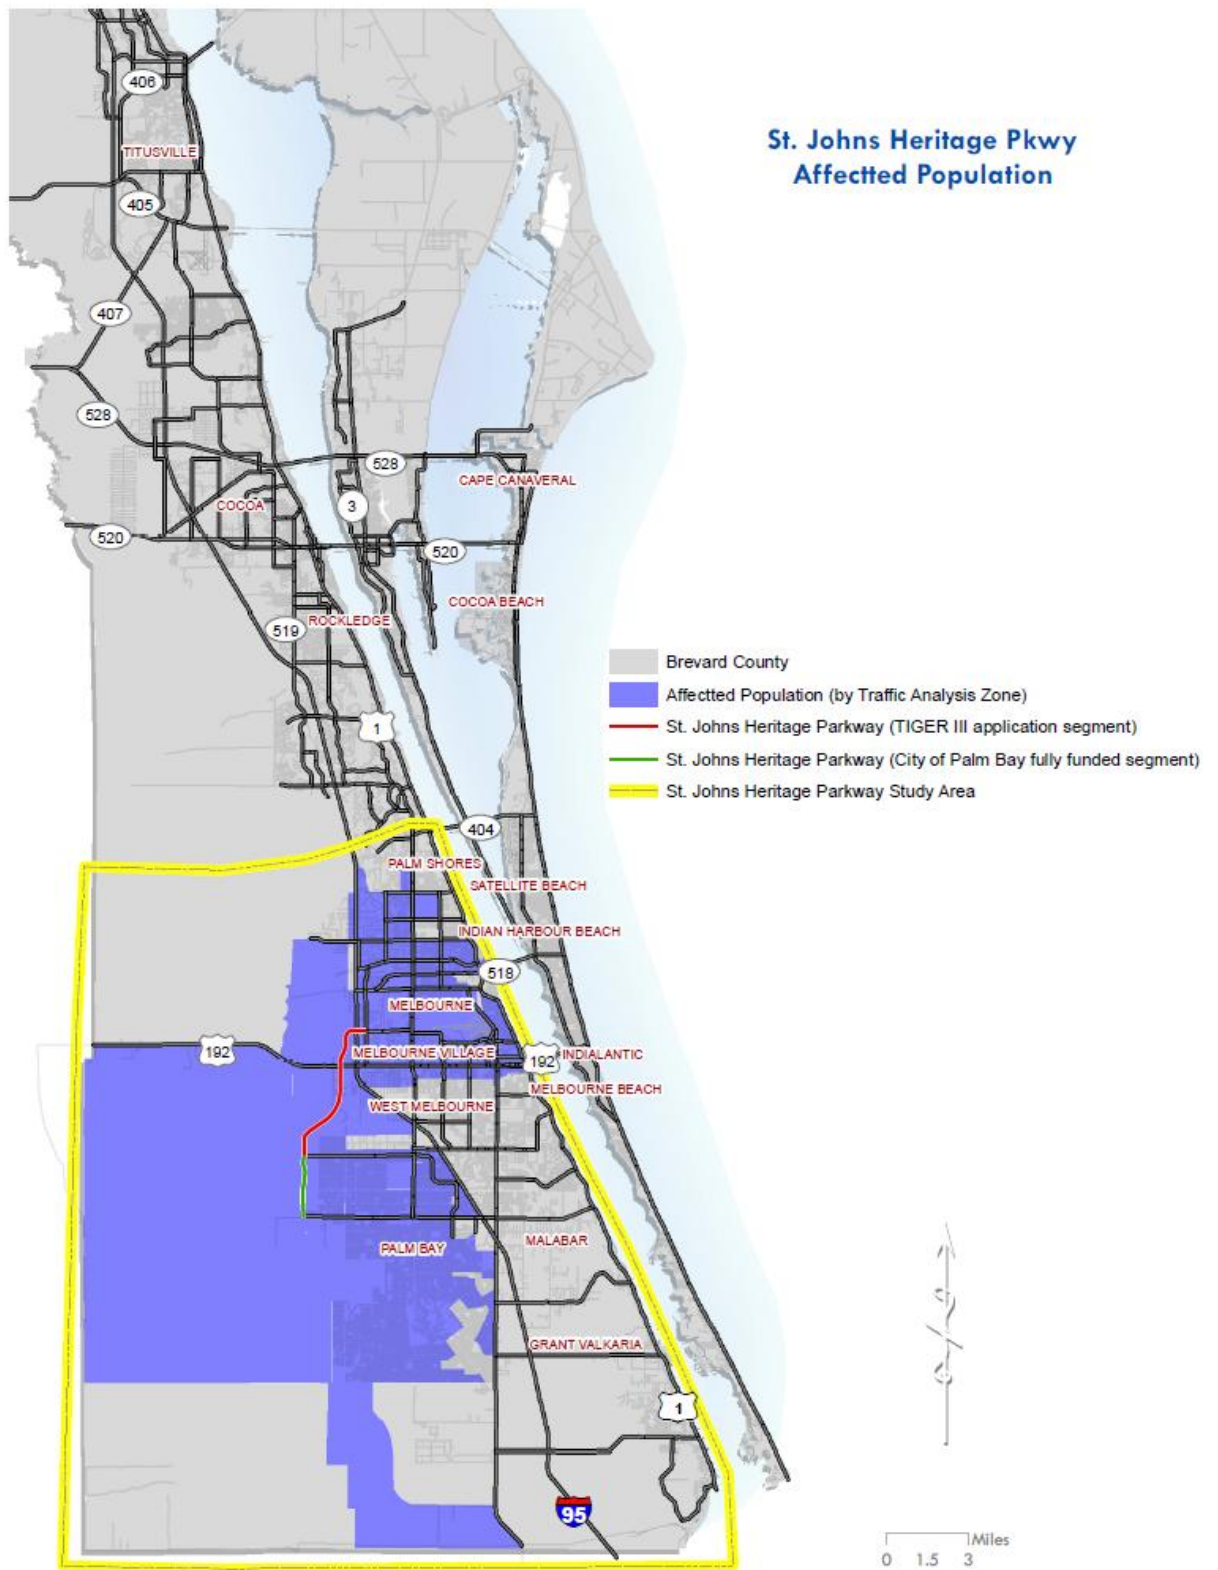 St. Johns Heritage Pkwy
Affectted Population
406
TITUSVILLE
405
407
528
528
CAPE CANAVERAL
COCOA
3
520
520
COCOA BEACH
ROCKLEDGE
519
Brevard County
Affectted Population (by Traffic Analysis Zone)
1
St. Johns Heritage Parkway (TIGER III application segment)
St. Johns Heritage Parkway (City of Palm Bay fully funded segment)
St. Johns Heritage Parkway Study Area
404
PALM SHORES
SATELLITE BEACH
INDIAN HARBOUR BEACH
518
MELBOURNE
192
MELBOURNE VILLAGE
192
INDIALANTIC
MELBOURNE BEACH
WEST MELBOURNE
MALABAR
PALM BAY
GRANT VALKARIA
1
95
Miles
0 1.5 3